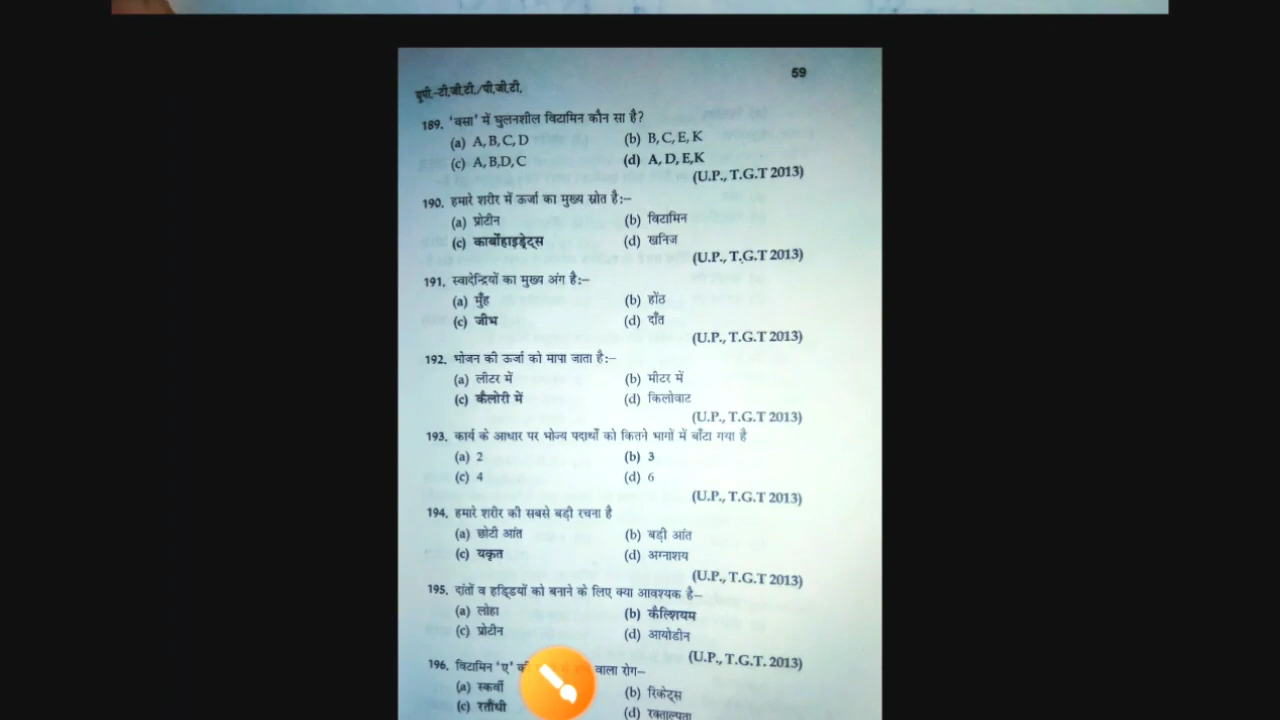 59
यूपी.-टी.जी.टी./पी.जी.टी.
189. 'वसा' में घुलनशील विटामिन कौन सा है?
(a) A, B, C, D (b) B, C, E, K
(c) A, B,D, C (d) A, D, E,K
(U.P., T.G.T 2013)
190. हमारे शरीर में ऊर्जा का मुख्य स्रोत है:–
(a) प्रोटीन (b) विटामिन
(c) कार्बोहाइड्रेट्स (d) खनिज
(U.P., T.G.T 2013)
191. स्वादेन्द्रियों का मुख्य अंग है:–
(a) मुँह (b) होंठ
(c) जीभ (d) दाँत
(U.P., T.G.T 2013)
192. भोजन की ऊर्जा को मापा जाता है:–
(a) लीटर में (b) मीटर में
(c) कैलोरी में (d) किलोवाट
(U.P., T.G.T 2013)
193. कार्य के आधार पर भोज्य पदार्थों को कितने भागों में बाँटा गया है
(a) 2 (b) 3
(c) 4 (d) 6
(U.P., T.G.T 2013)
194. हमारे शरीर की सबसे बड़ी रचना है
(a) छोटी आंत (b) बड़ी आंत
(c) यकृत (d) अग्नाशय
(U.P., T.G.T 2013)
195. दांतों व हड्डियों को बनाने के लिए क्या आवश्यक है–
(a) लोहा (b) कैल्शियम
(c) प्रोटीन (d) आयोडीन
(U.P., T.G.T. 2013)
196. विटामिन 'ए' वाला रोग–
(a) स्कर्वी (b) रिकेट्स
(c) रतौंधी (d) रक्ताल्पता